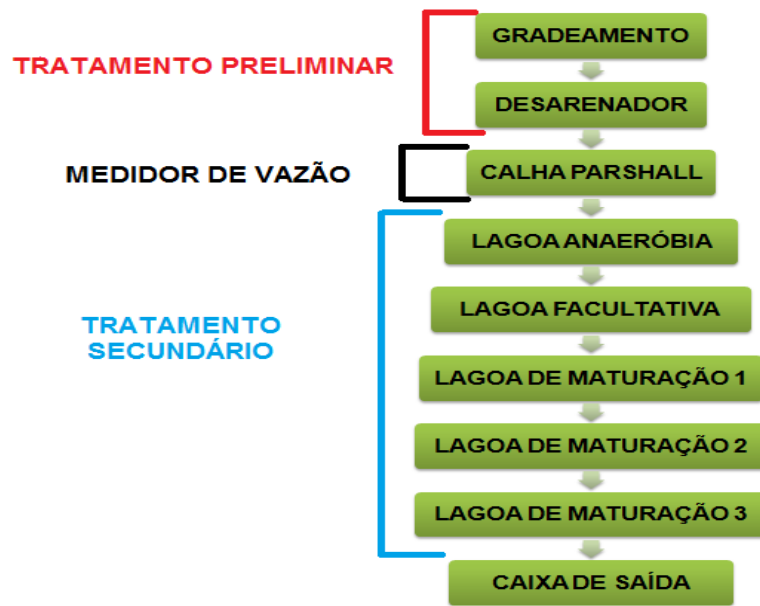 GRADEAMENTO
TRATAMENTO PRELIMINAR
DESARENADOR
MEDIDOR DE VAZÃO
CALHA PARSHALL
LAGOA ANAERÓBIA
LAGOA FACULTATIVA
TRATAMENTO
SECUNDÁRIO
LAGOA DE MATURAÇÃO 1
LAGOA DE MATURAÇÃO 2
LAGOA DE MATURAÇÃO 3
CAIXA DE SAÍDA